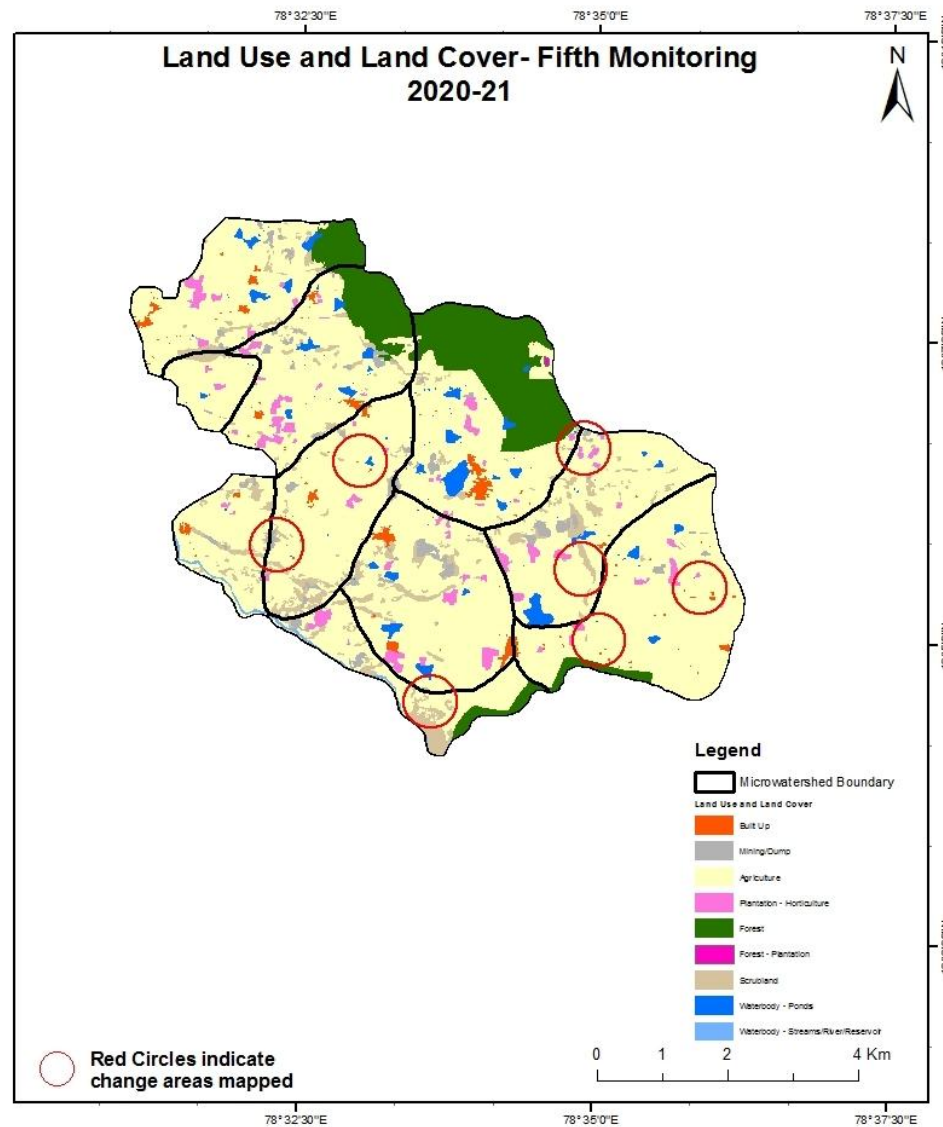 78°32'30"E 78°35'0"E 78°37'30"E
Land Use and Land Cover- Fifth Monitoring
2020-21
N
Legend
Microwatershed Boundary
Land Use and Land Cover
Built Up
Mining/Dump
Agriculture
Plantation - Horticulture
Forest
Forest - Plantation
Scrubland
Waterbody - Ponds
Waterbody - Streams/River/Reservoir
Red Circles indicate
change areas mapped
0 1 2 4 Km
78°32'30"E 78°35'0"E 78°37'30"E